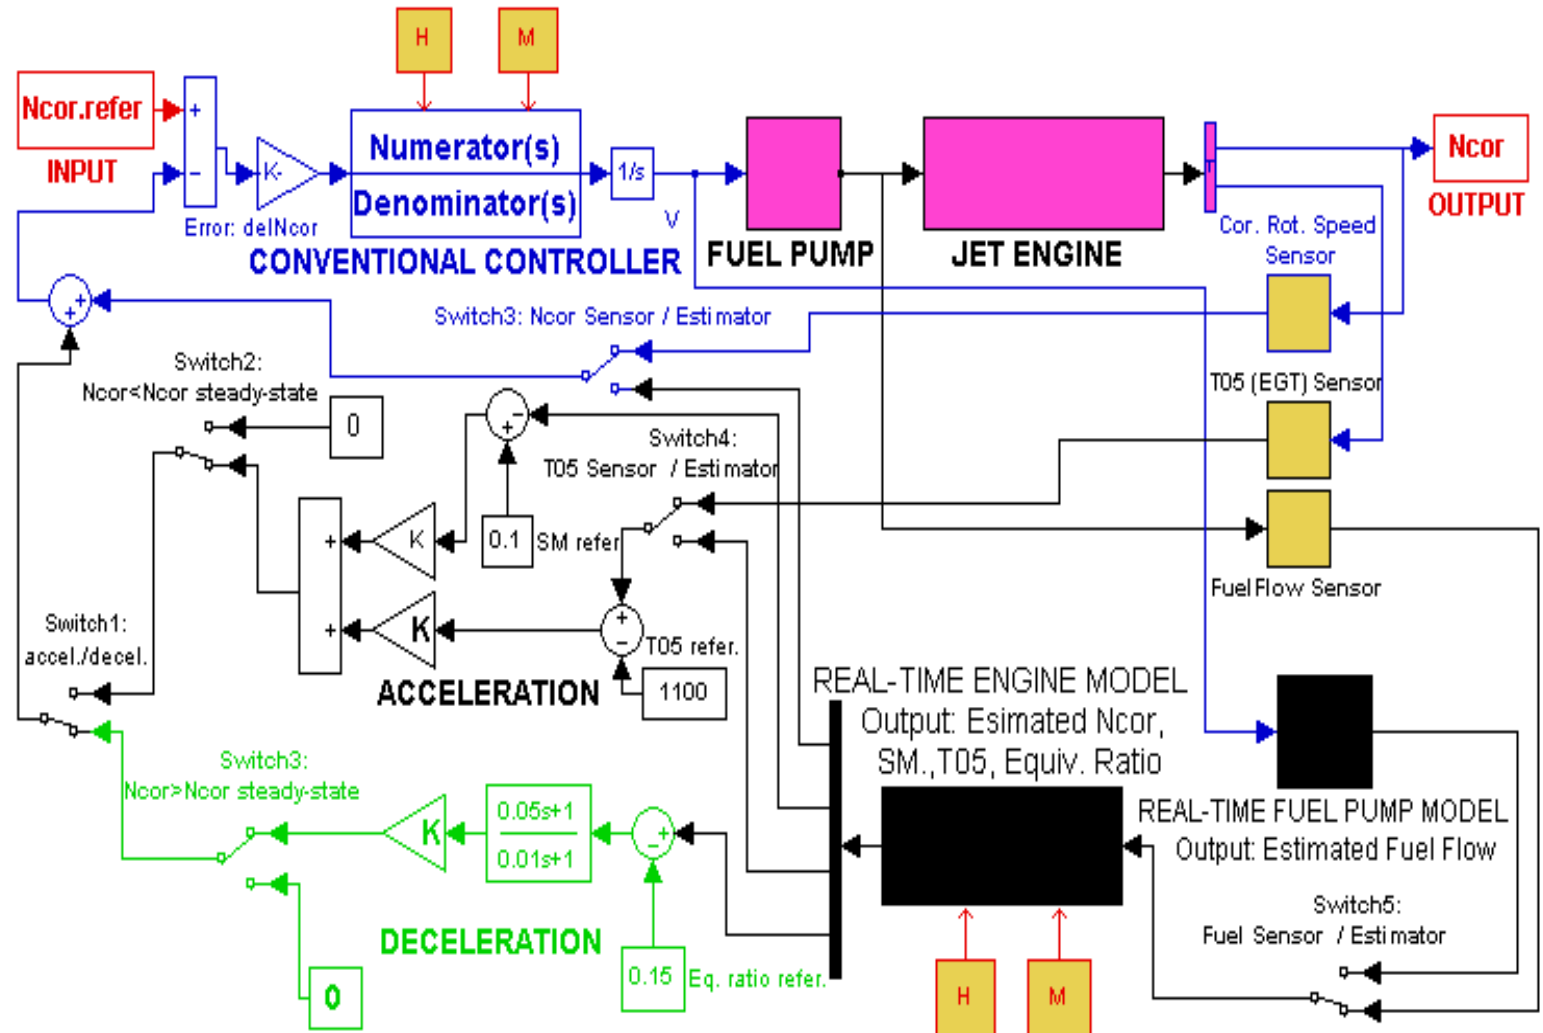 H
M
Ncor.refer
INPUT
+
−
K-
Error: delNcor
Numerator(s)
Denominator(s)
CONVENTIONAL CONTROLLER
1/s
V
FUEL PUMP
JET ENGINE
T
Ncor
OUTPUT
Cor. Rot. Speed
Sensor
+
+
Switch3: Ncor Sensor / Estimator
Switch2:
Ncor<Ncor steady-state
0
−
+
Switch4:
T05 Sensor / Estimator
T05 (EGT) Sensor
K
0.1
SM refer
+
+
K
+
−
T05 refer.
1100
Fuel Flow Sensor
Switch1:
accel./decel.
ACCELERATION
REAL-TIME ENGINE MODEL
Output: Esimated Ncor,
SM.,T05, Equiv. Ratio
Switch3:
Ncor>Ncor steady-state
K
0.05s+1
0.01s+1
+
−
REAL-TIME FUEL PUMP MODEL
Output: Estimated Fuel Flow
DECELERATION
0
0.15
Eq. ratio refer.
H
M
Switch5:
Fuel Sensor / Estimator